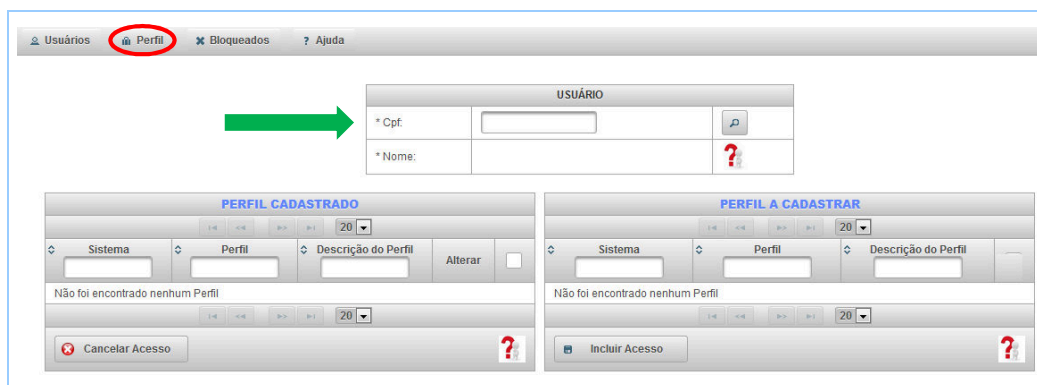 Usuários Perfil Bloqueados ? Ajuda
USUÁRIO
* Cpf:
* Nome:
?
PERFIL CADASTRADO
20
Sistema Perfil Descrição do Perfil Alterar
Não foi encontrado nenhum Perfil
20
Cancelar Acesso ?
PERFIL A CADASTRAR
20
Sistema Perfil Descrição do Perfil
Não foi encontrado nenhum Perfil
20
Incluir Acesso ?